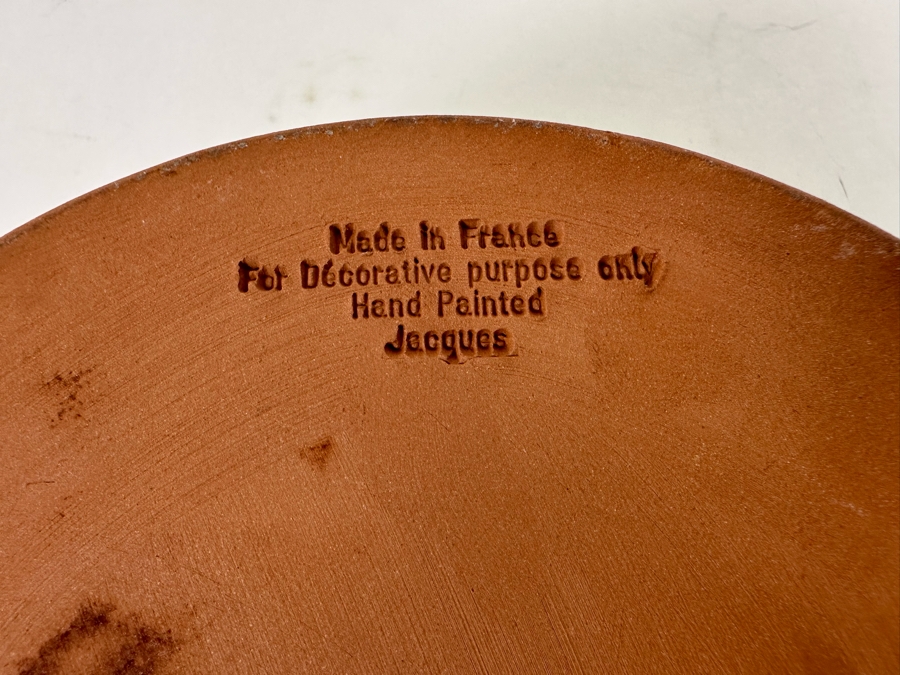 Made in France
For Décorative purpose only
Hand Painted
Jacques